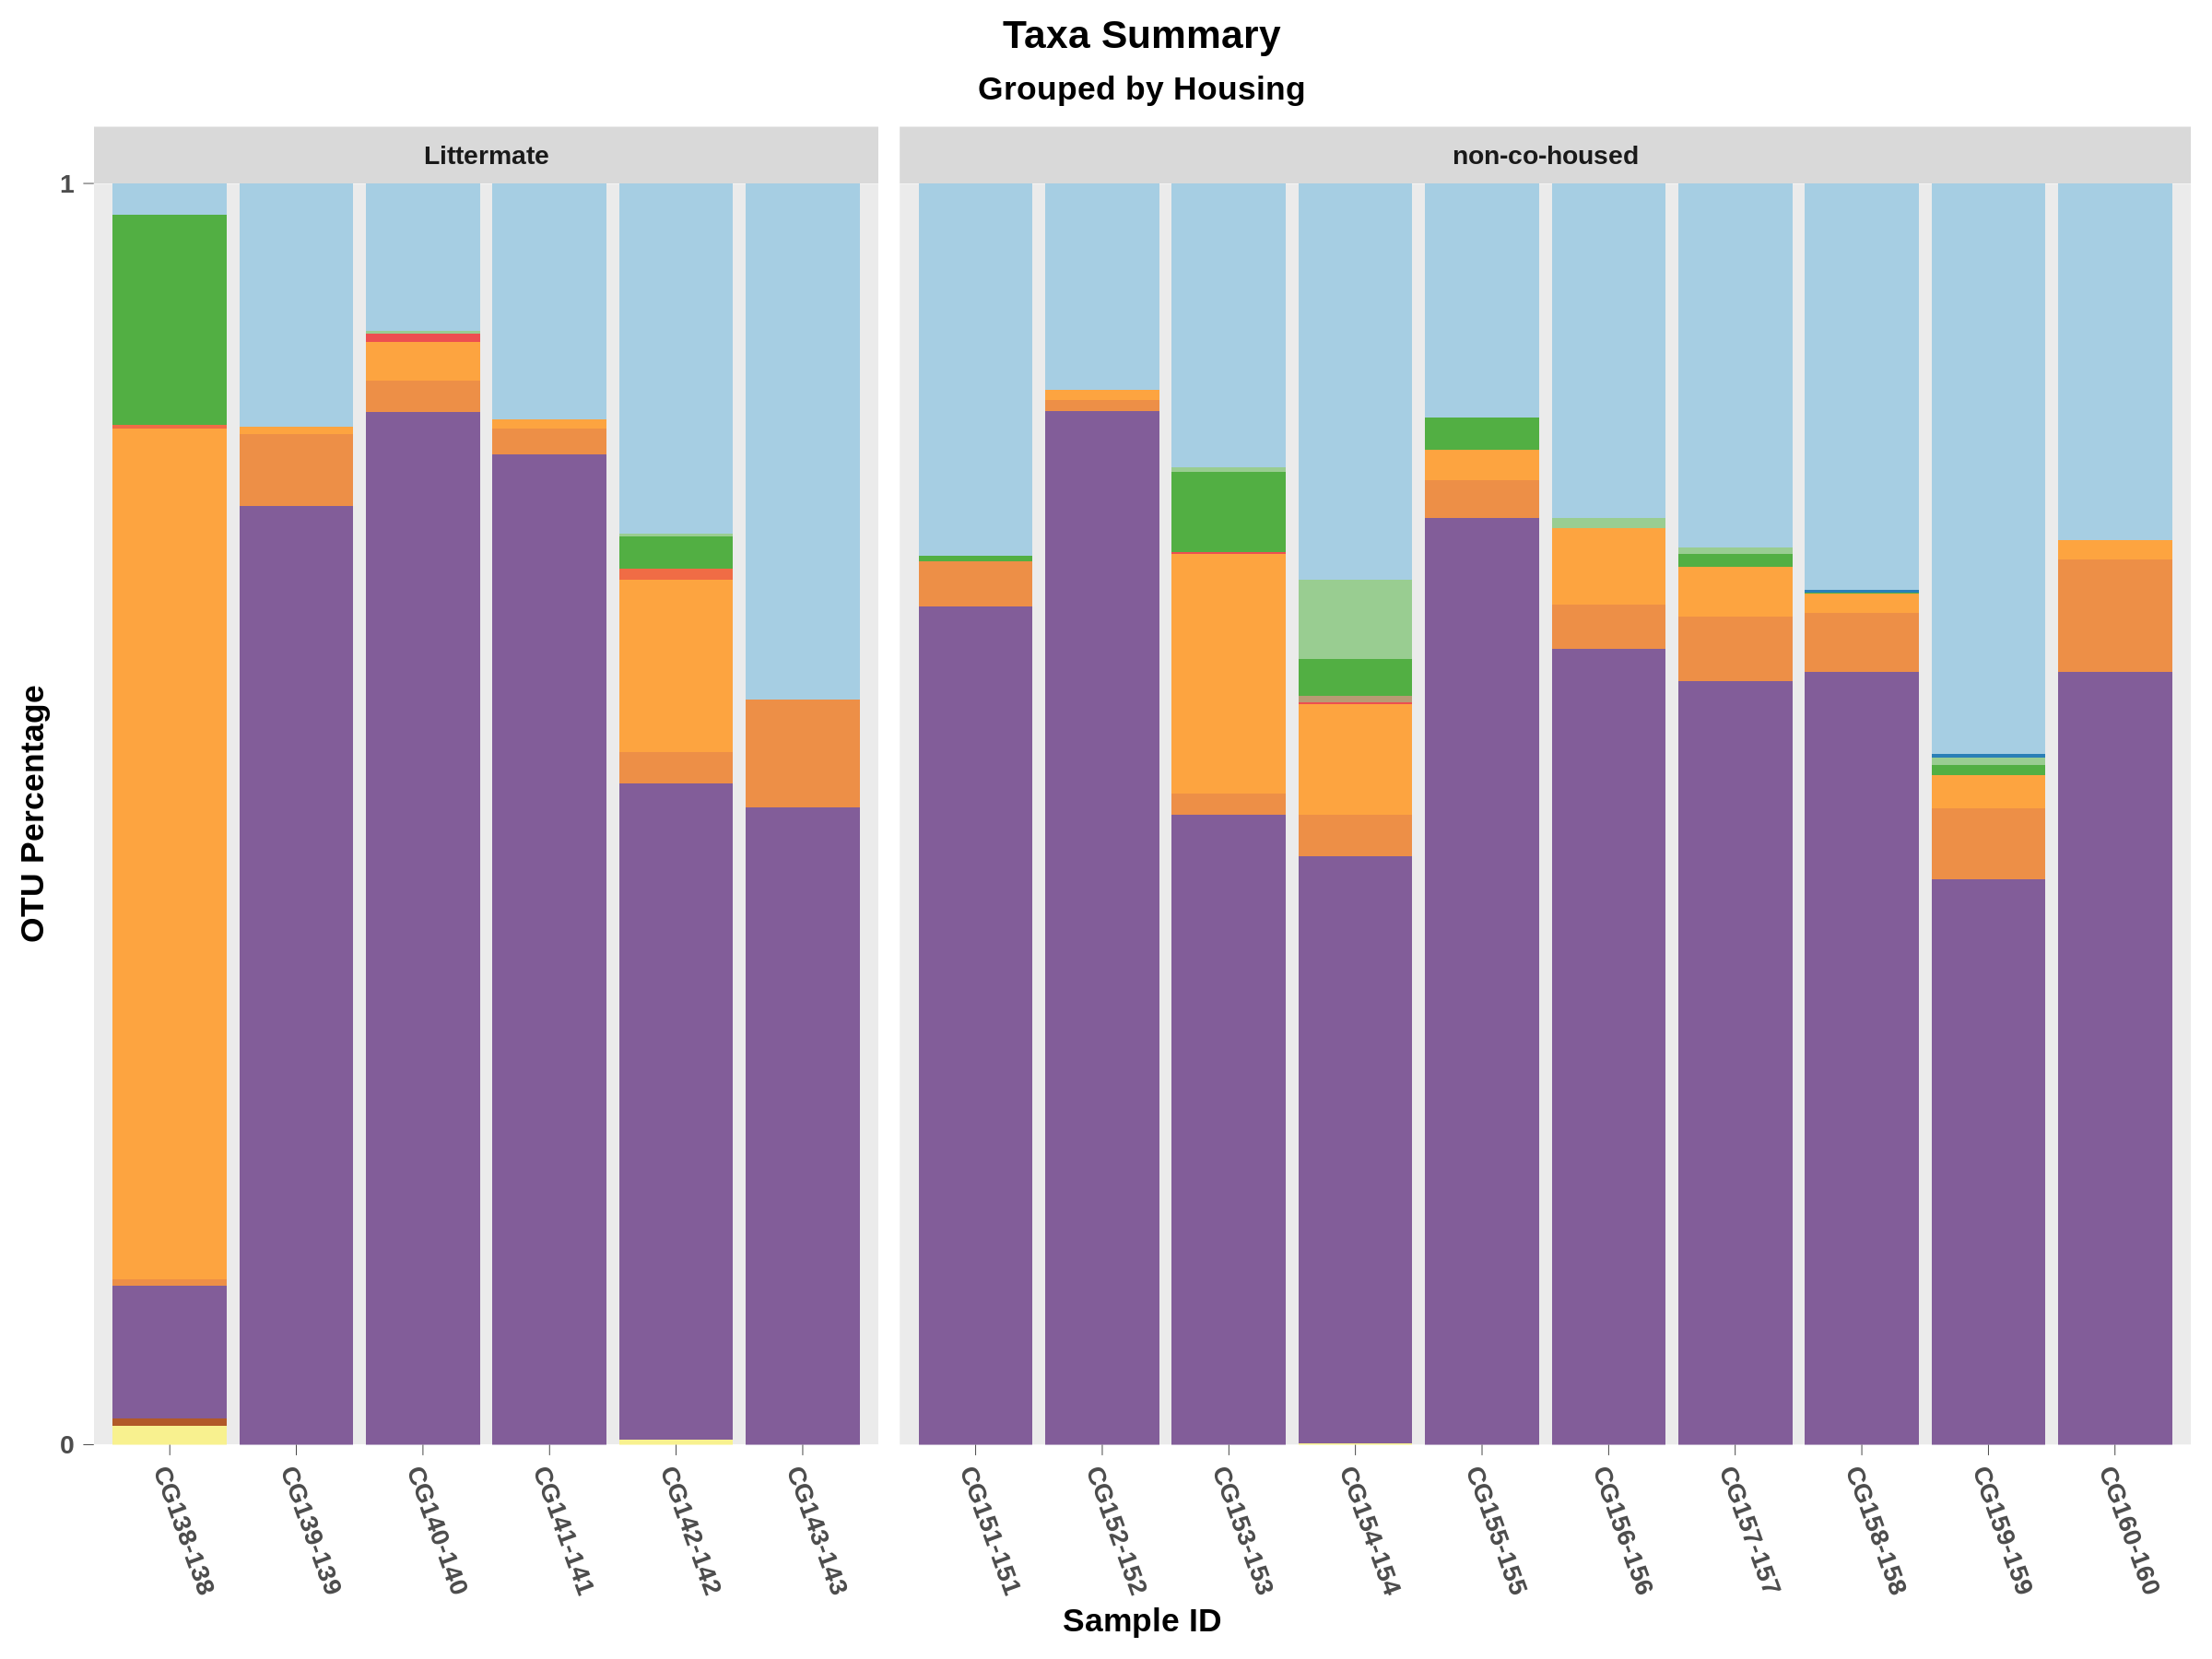 Taxa Summary
Grouped by Housing
Littermate
non-co-housed
1
OTU Percentage
0
CG138-138
CG139-139
CG140-140
CG141-141
CG142-142
CG143-143
CG151-151
CG152-152
CG153-153
CG154-154
CG155-155
CG156-156
CG157-157
CG158-158
CG159-159
CG160-160
Sample ID